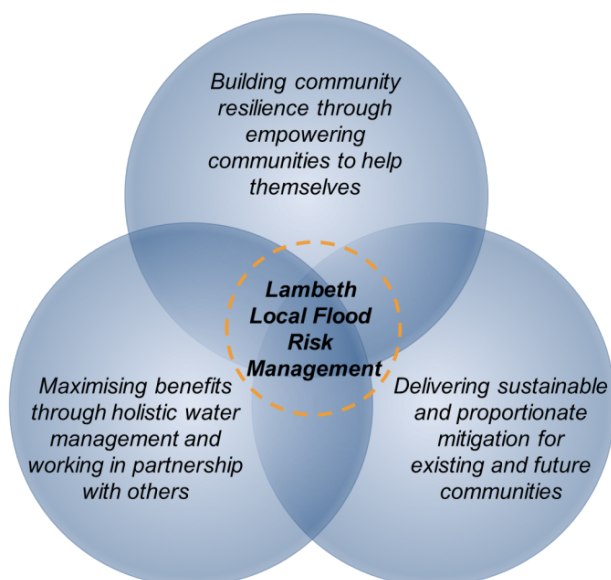 Building community
resilience through
empowering
communities to help
themselves
Lambeth
Local Flood
Risk
Management
Maximising benefits
through holistic water
management and
working in partnership
with others
Delivering sustainable
and proportionate
mitigation for
existing and future
communities